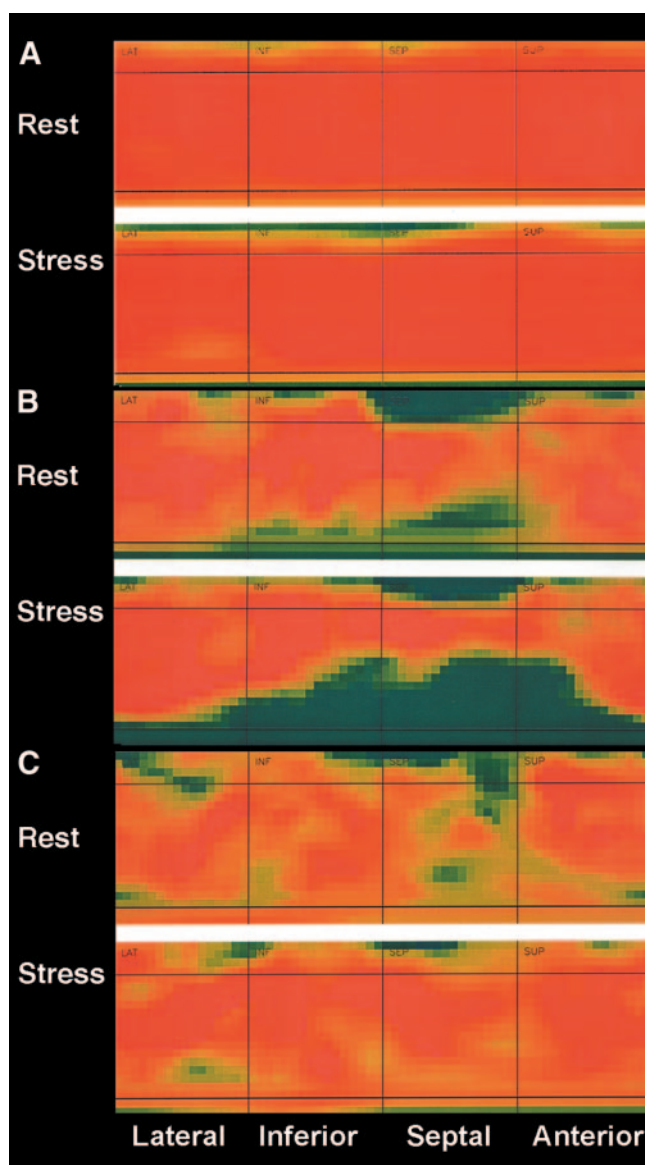 A
LAT INF SEP SUP
Rest
LAT INF SUP
Stress
B
LAT INF SUP
Rest
LAT INF SEP SUP
Stress
C
INF SEP SUP
Rest
LAT INF SEP SUP
Stress
Lateral Inferior Septal Anterior